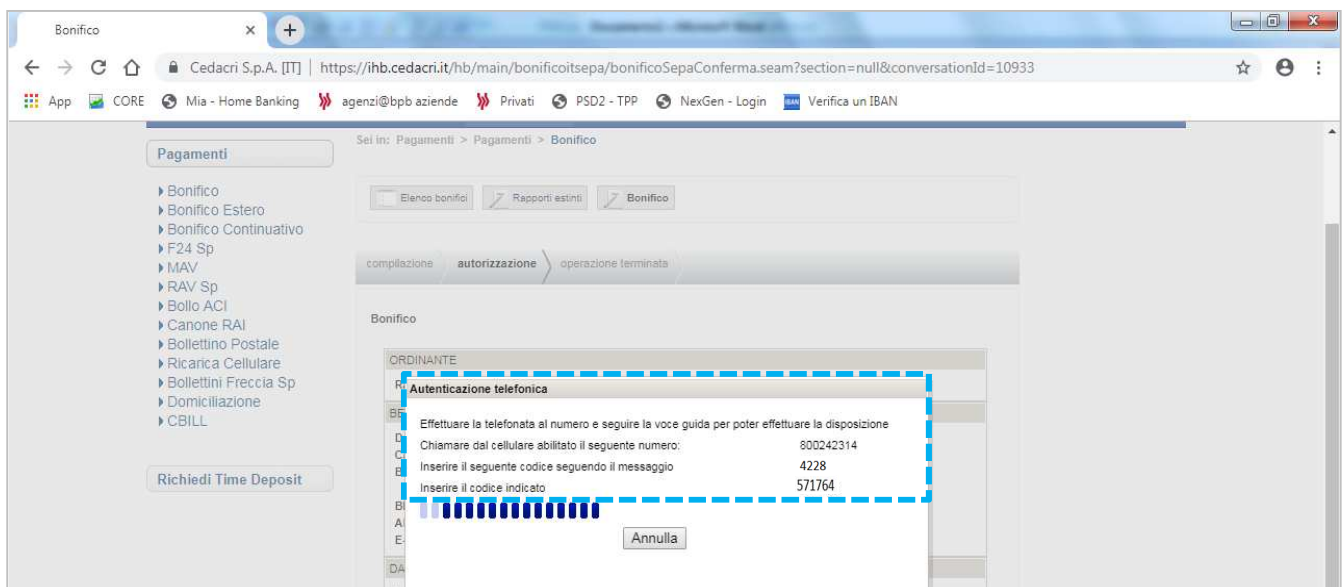 Bonifico
Cedacri S.p.A. [IT] | https://ihb.cedacri.it/hb/main/bonificoitsepa/bonificoSepaConferma.seam?section=null&conversationId=10933
App CORE Mia - Home Banking agenzi@bpb aziende Privati PSD2 - TPP NexGen - Login IBAN Verifica un IBAN
Sei in: Pagamenti > Pagamenti > Bonifico
Pagamenti
Bonifico
Bonifico Estero
Bonifico Continuativo
F24 Sp
MAV
RAV Sp
Bollo ACI
Canone RAI
Bollettino Postale
Ricarica Cellulare
Bollettini Freccia Sp
Domiciliazione
CBILL
Richiedi Time Deposit
Elenco bonifici Rapporti estinti Bonifico
compilazione autorizzazione operazione terminata
Bonifico
ORDINANTE
Autenticazione telefonica
Effettuare la telefonata al numero e seguire la voce guida per poter effettuare la disposizione
Chiamare dal cellulare abilitato il seguente numero: 800242314
Inserire il seguente codice seguendo il messaggio 4228
Inserire il codice indicato 571764
Annulla